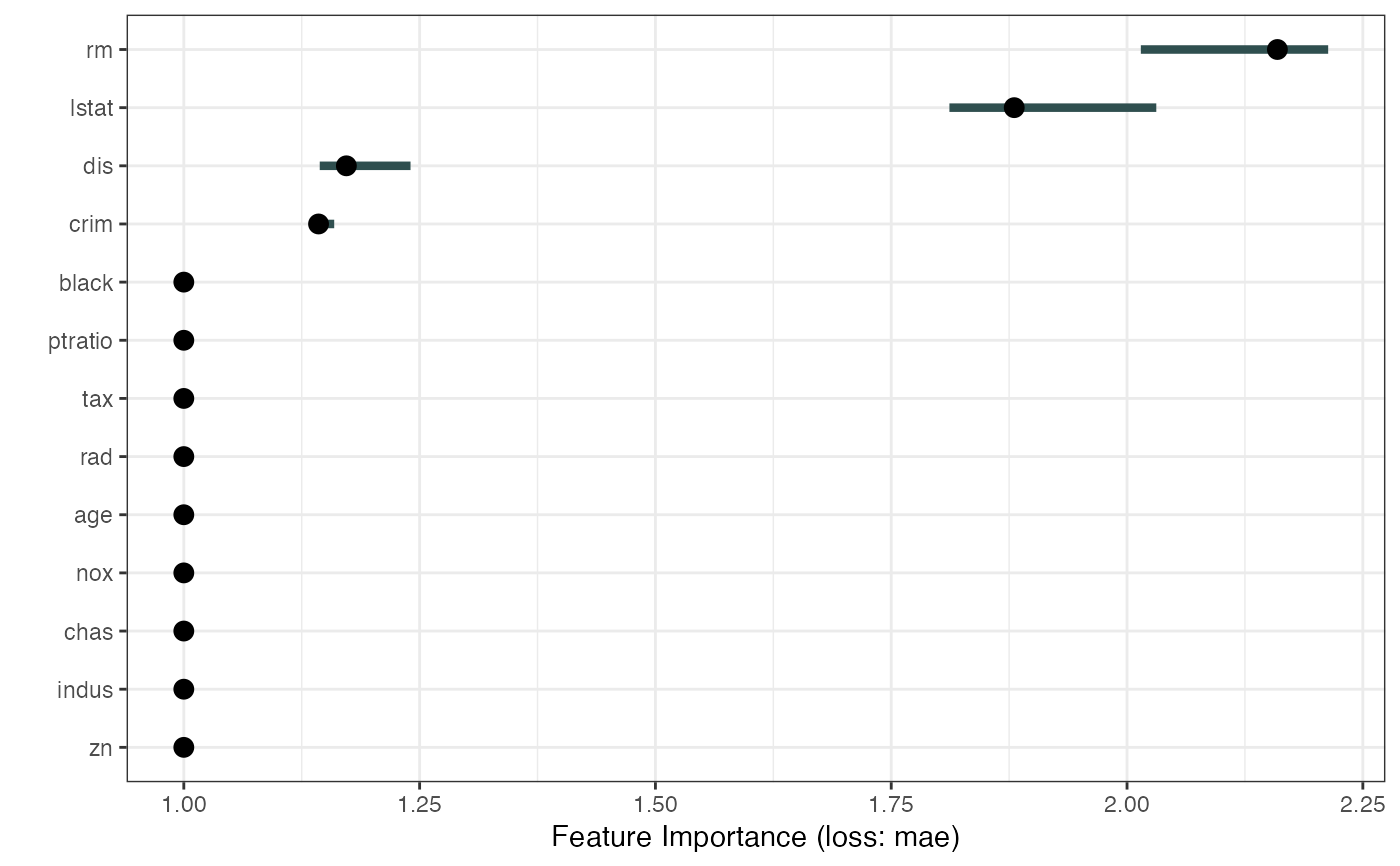 rm
lstat
dis
crim
black
ptratio
tax
rad
age
nox
chas
indus
zn
1.00 1.25 1.50 1.75 2.00 2.25
Feature Importance (loss: mae)